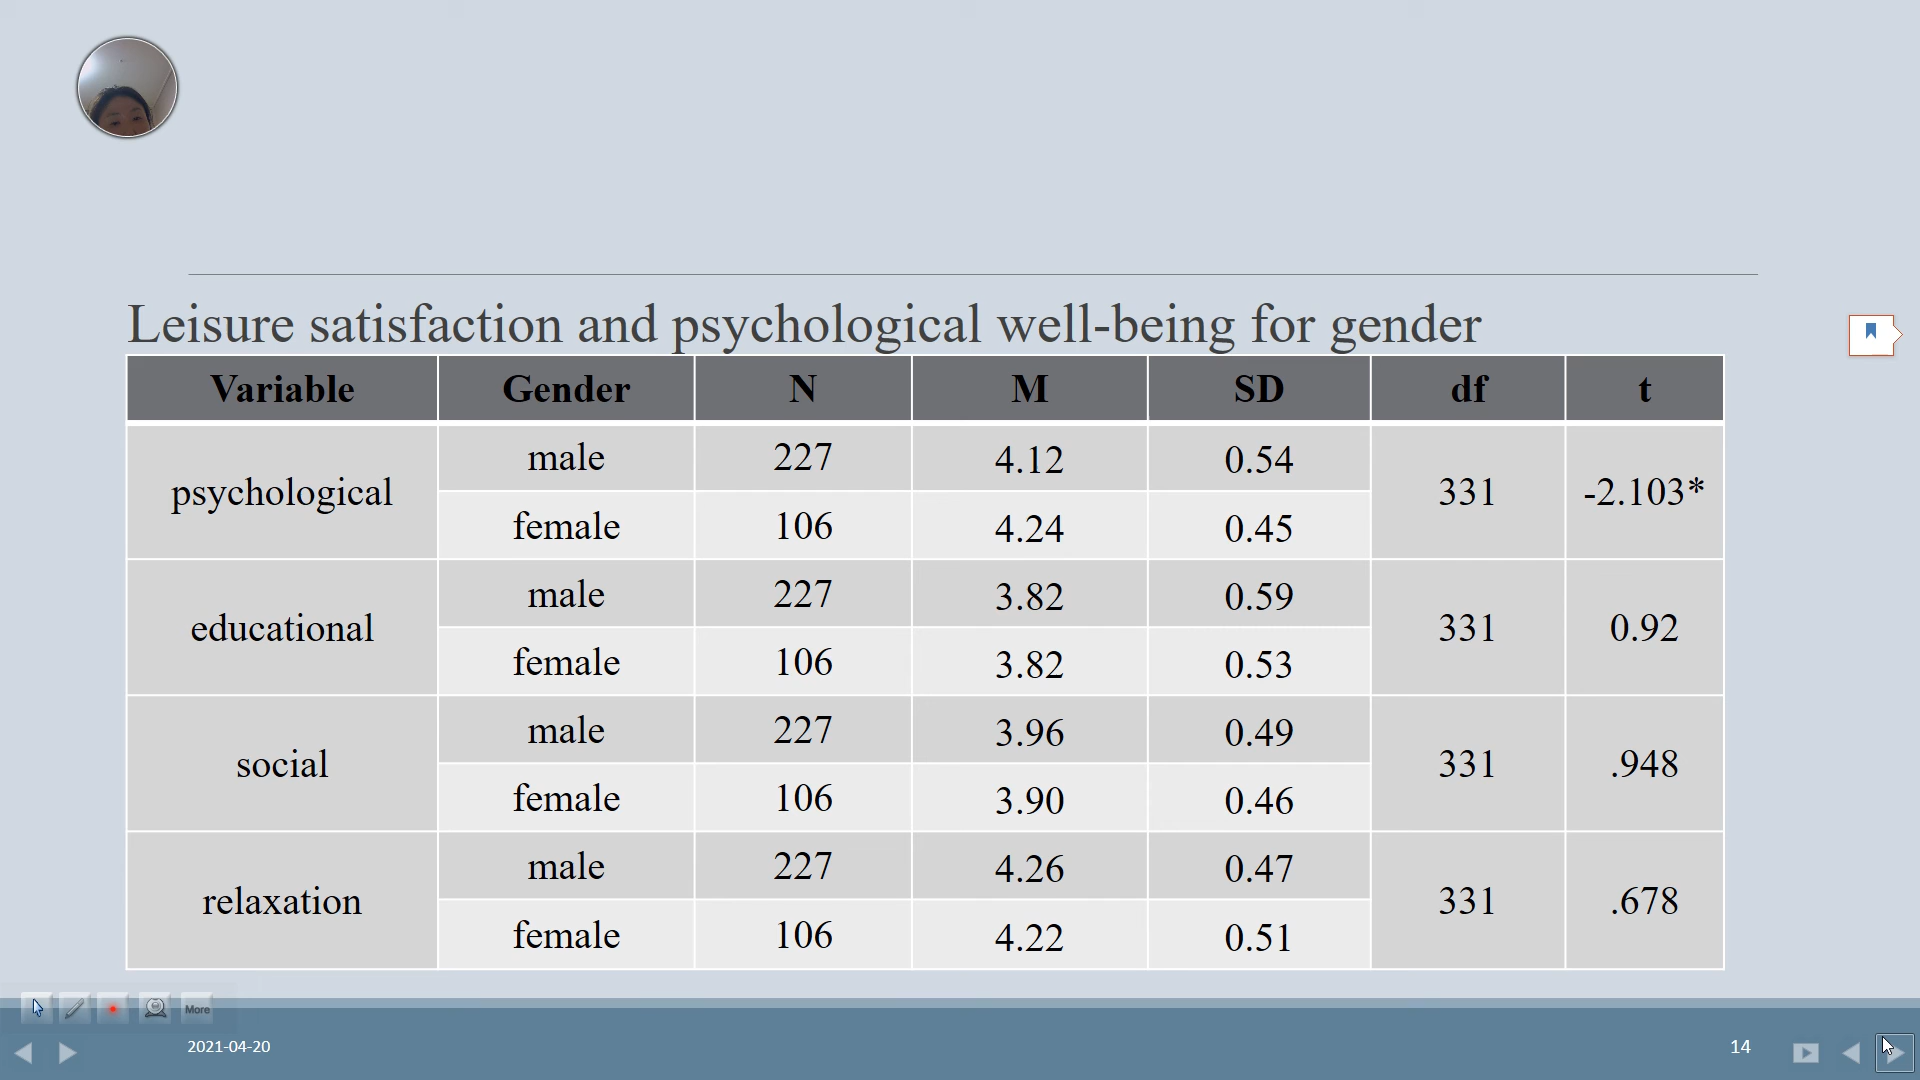 Leisure satisfaction and psychological well-being for gender
Variable Gender N M SD df t
psychological male 227 4.12 0.54 331 -2.103*
female 106 4.24 0.45
educational male 227 3.82 0.59 331 0.92
female 106 3.82 0.53
social male 227 3.96 0.49 331 .948
female 106 3.90 0.46
relaxation male 227 4.26 0.47 331 .678
female 106 4.22 0.51
More
2021-04-20 14